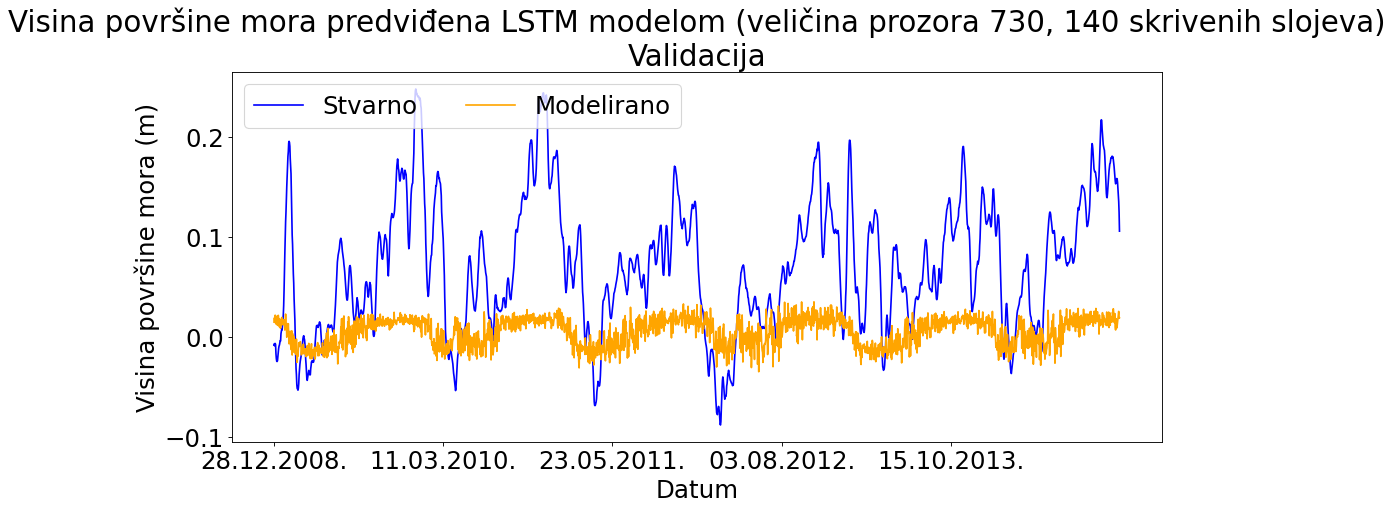 Visina površine mora predviđena LSTM modelom (veličina prozora 730, 140 skrivenih slojeva)
Validacija
Stvarno Modelirano
Visina površine mora (m)
0.2
0.1
0.0
−0.1
28.12.2008. 11.03.2010. 23.05.2011. 03.08.2012. 15.10.2013.
Datum